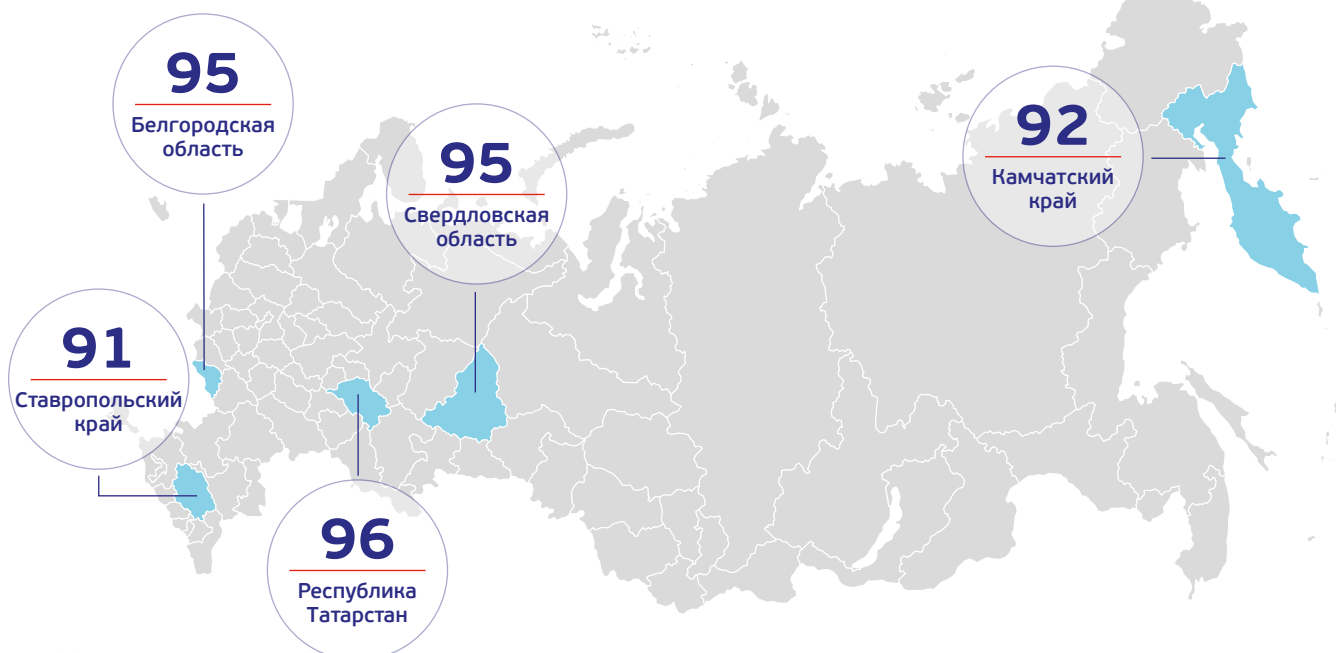 95
Белгородская
область
95
Свердловская
область
92
Камчатский
край
91
Ставропольский
край
96
Республика
Татарстан